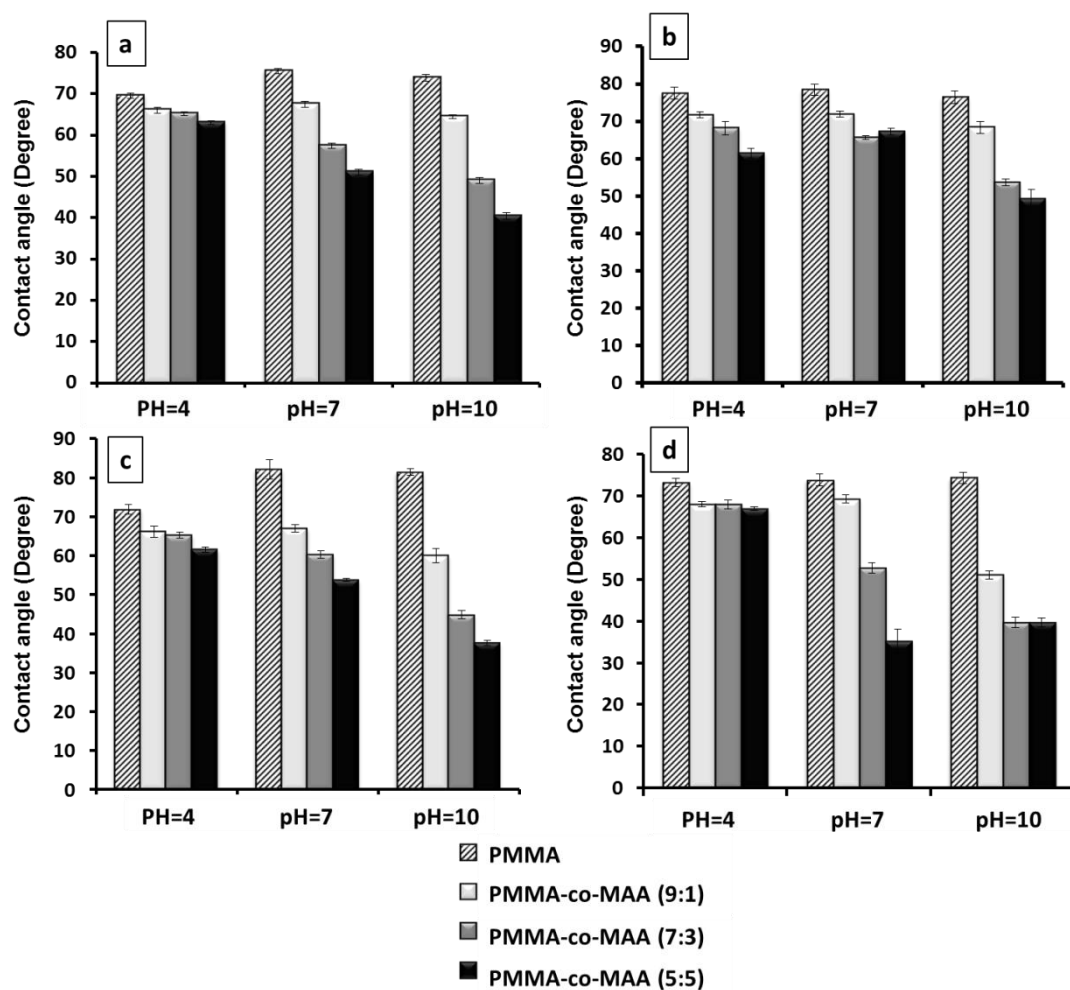 a
Contact angle (Degree)
80
70
60
50
40
30
20
10
0
PH=4 pH=7 pH=10
b
Contact angle (Degree)
90
80
70
60
50
40
30
20
10
0
PH=4 pH=7 pH=10
c
Contact angle (Degree)
90
80
70
60
50
40
30
20
10
0
PH=4 pH=7 pH=10
d
Contact angle (Degree)
80
70
60
50
40
30
20
10
0
PH=4 pH=7 pH=10
PMMA
PMMA-co-MAA (9:1)
PMMA-co-MAA (7:3)
PMMA-co-MAA (5:5)